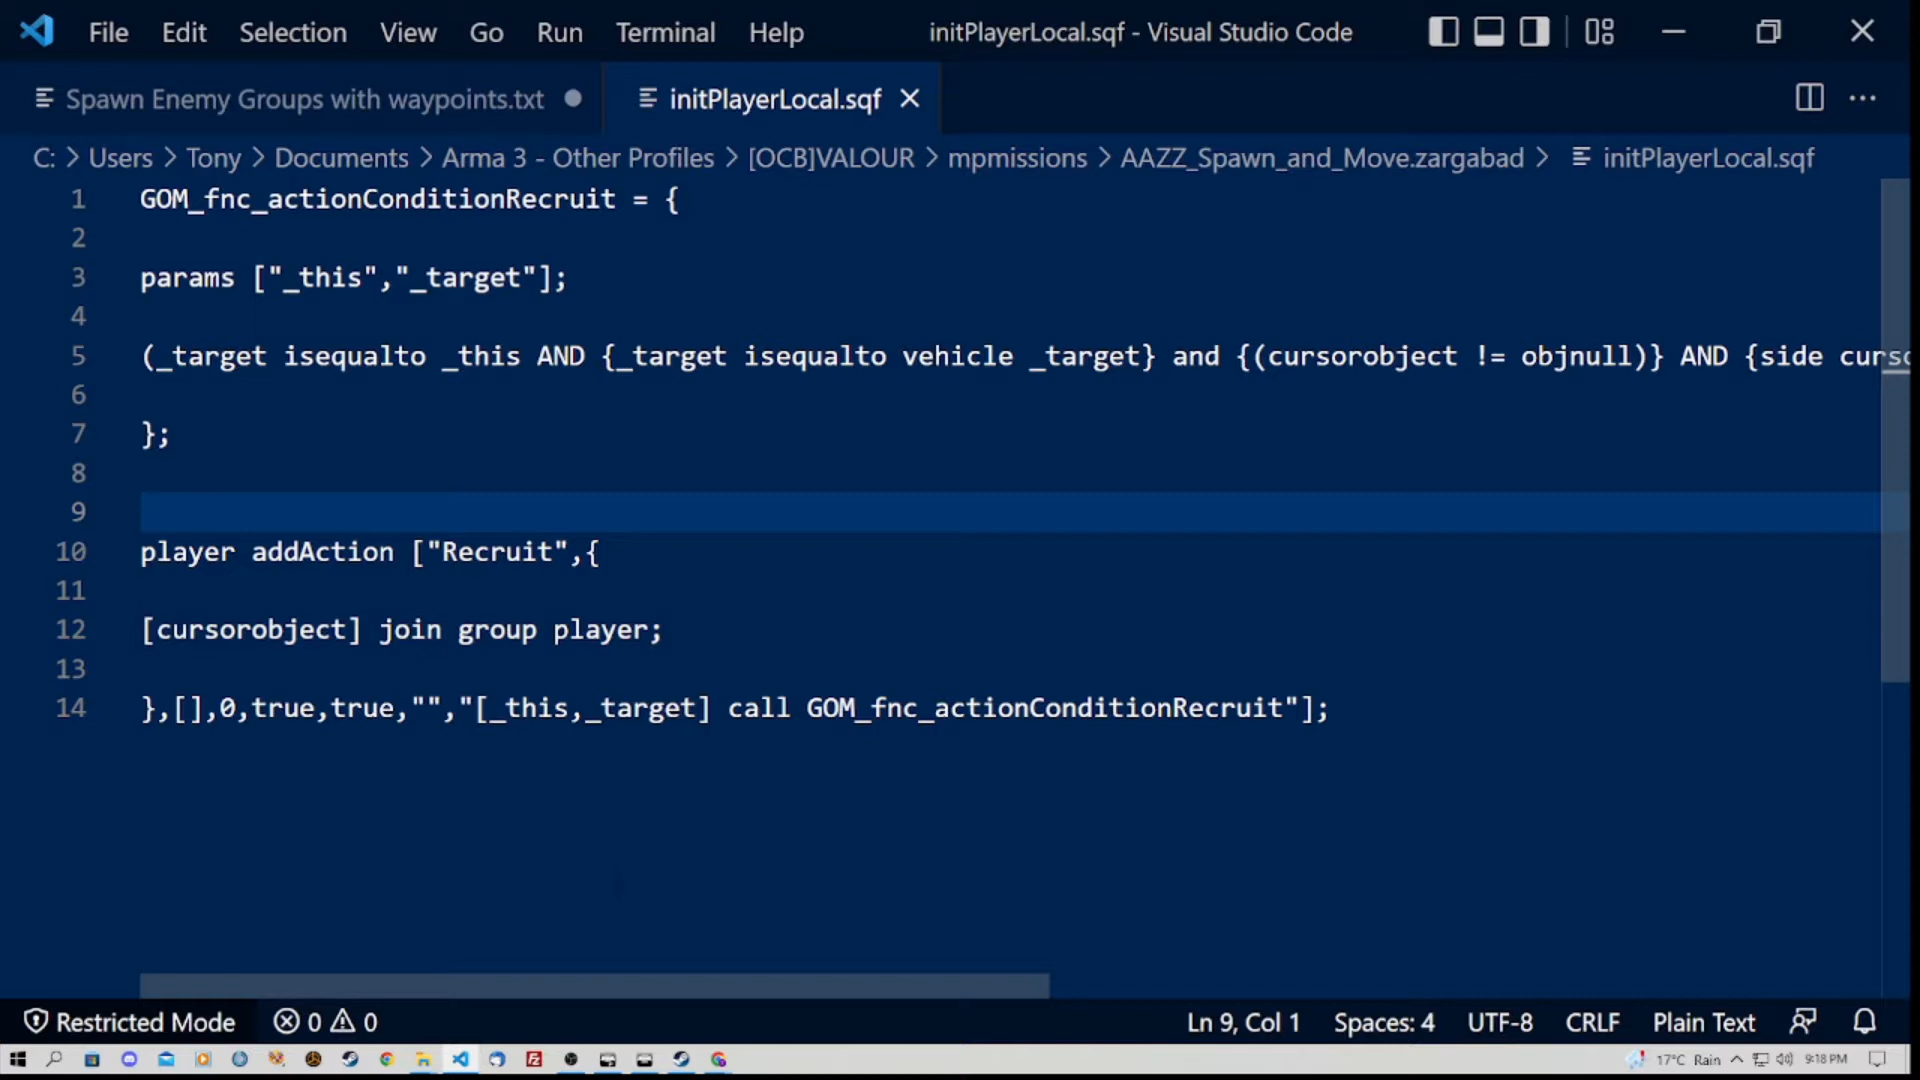 File Edit Selection View Go Run Terminal Help initPlayerLocal.sqf - Visual Studio Code
Spawn Enemy Groups with waypoints.txt initPlayerLocal.sqf
C: > Users > Tony > Documents > Arma 3 - Other Profiles > [OCB]VALOUR > mpmissions > AAZZ_Spawn_and_Move.zargabad > initPlayerLocal.sqf
1 GOM_fnc_actionConditionRecruit = {
2
3 params ["_this","_target"];
4
5 (_target isequalto _this AND {_target isequalto vehicle _target} and {(cursorobject != objnull)} AND {side curso
6
7 };
8
9
10 player addAction ["Recruit",{
11
12 [cursorobject] join group player;
13
14 },[],0,true,true,"","[_this,_target] call GOM_fnc_actionConditionRecruit"];
Restricted Mode 0 0 Ln 9, Col 1 Spaces: 4 UTF-8 CRLF Plain Text
17°C Rain 9:18 PM